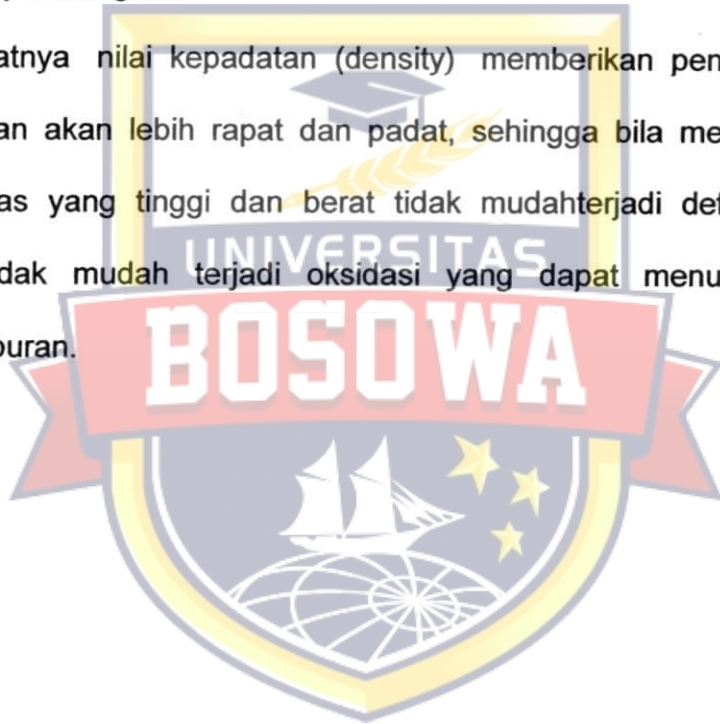 atnya nilai kepadatan (density) memberikan pen
an akan lebih rapat dan padat, sehingga bila me
as yang tinggi dan berat tidak mudahterjadi def
dak mudah terjadi oksidasi yang dapat menu
UNIVERSITAS
BOSOWA
puran.